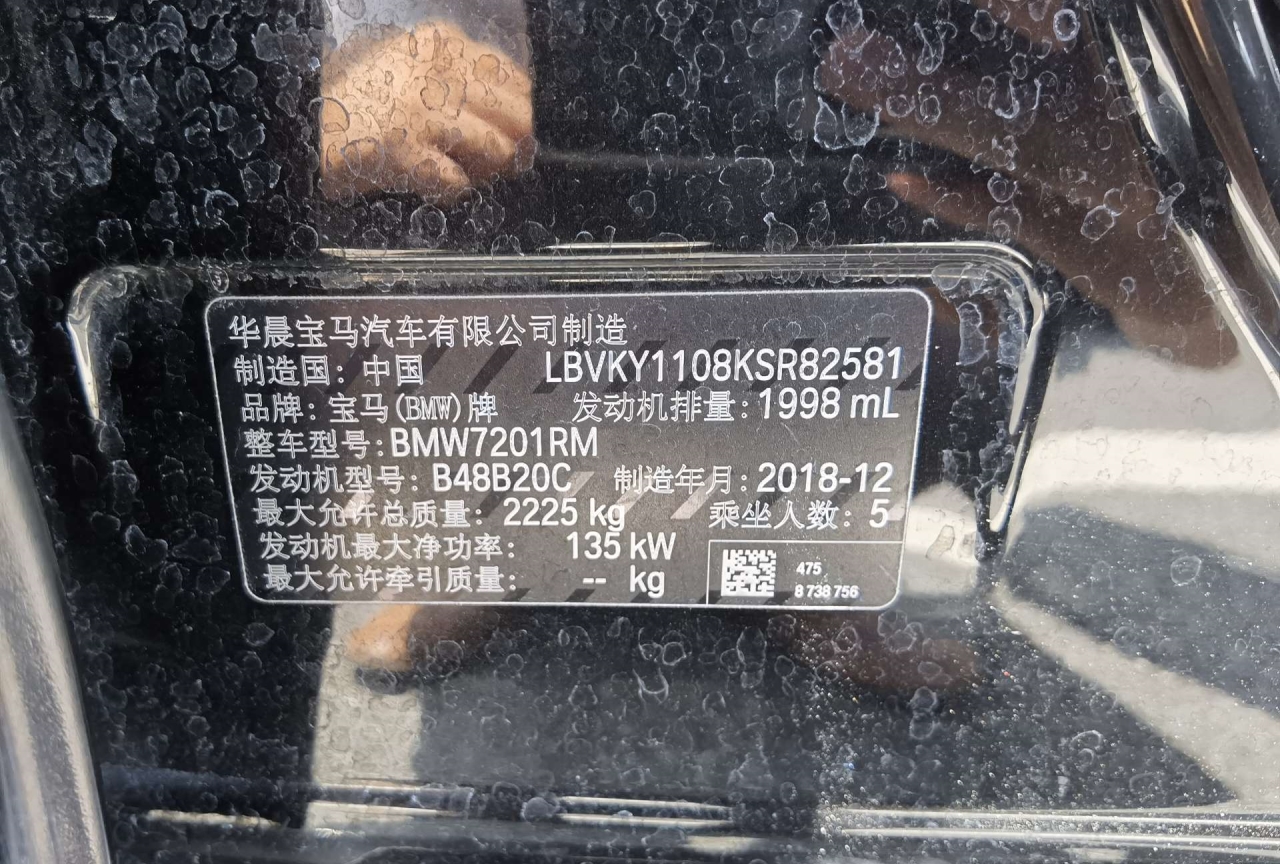 华晨宝马汽车有限公司制造
制造国：中国 LBVKY1108KSR82581
品牌：宝马(BMW)牌 发动机排量：1998 mL
整车型号：BMW7201RM
发动机型号：B48B20C 制造年月：2018-12
最大允许总质量：2225 kg 乘坐人数：5
发动机最大净功率： 135 kW
最大允许牵引质量： -- kg
475
8 738 756